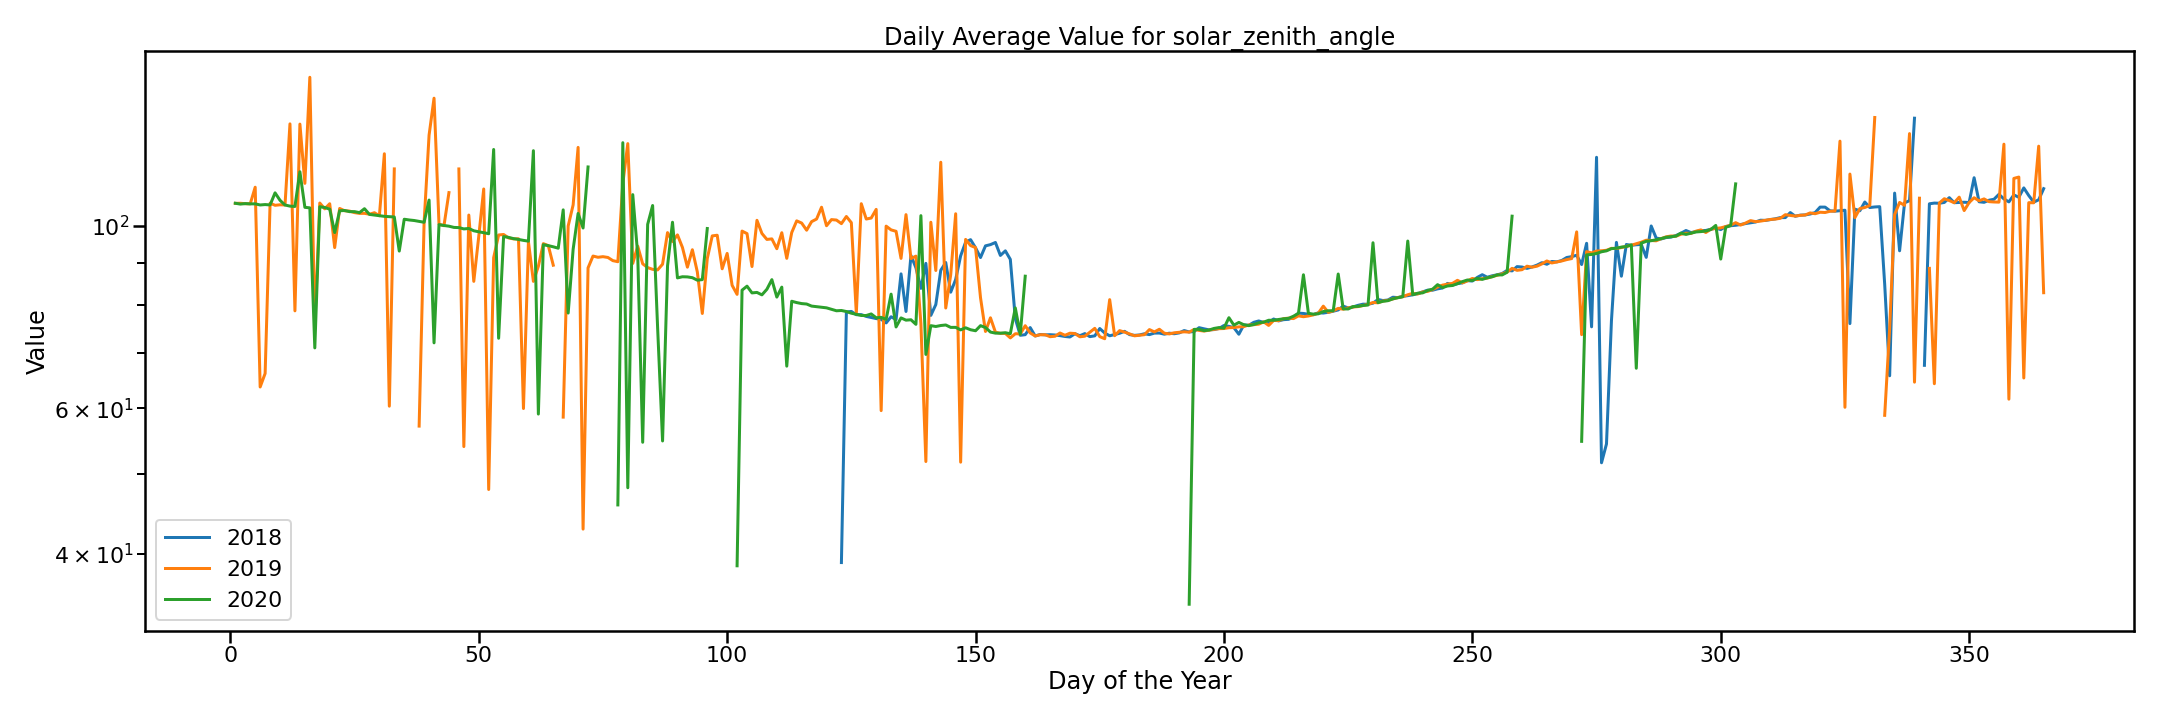 Daily Average Value for solar_zenith_angle
Value
10²
6 × 10¹
4 × 10¹
2018
2019
2020
0 50 100 150 200 250 300 350
Day of the Year